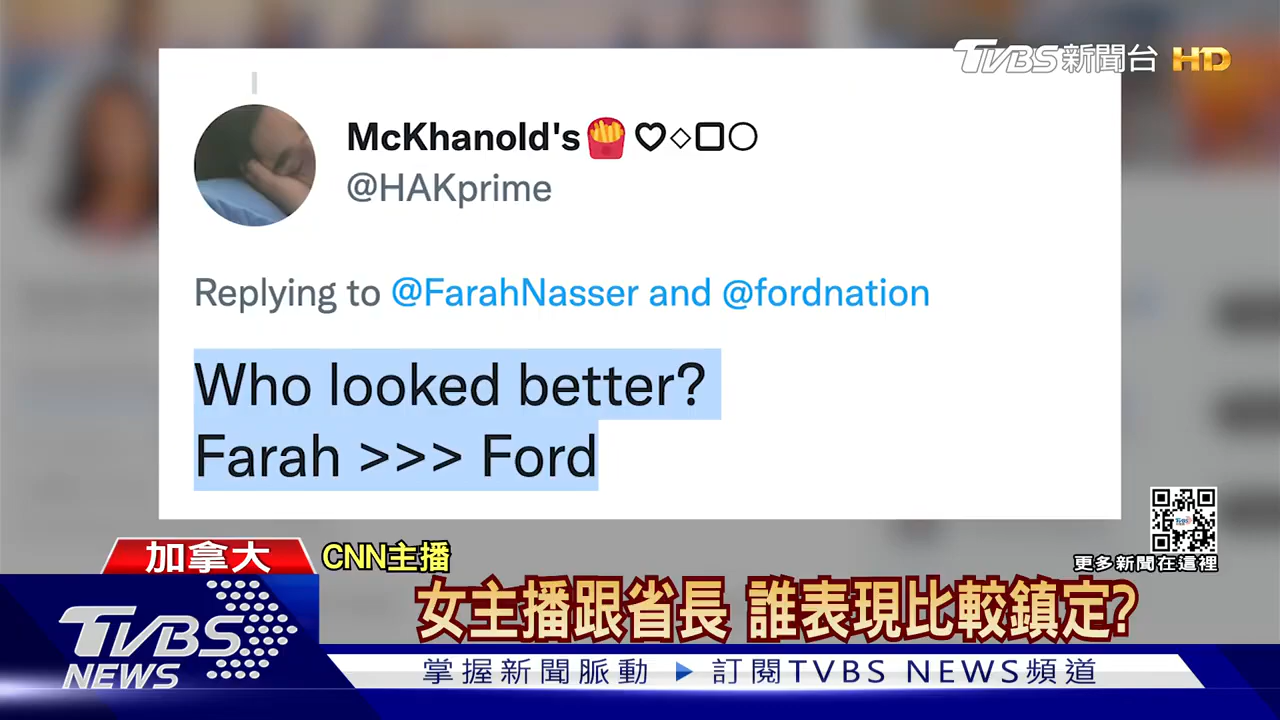 TVBS新聞台 HD
McKhanold's🍟♡◇□○
@HAKprime
Replying to @FarahNasser and @fordnation
Who looked better?
Farah >>> Ford
更多新聞在這裡
加拿大
CNN主播
女主播跟省長 誰表現比較鎮定?
TVBS NEWS
掌握新聞脈動 ▶ 訂閱TVBS NEWS頻道